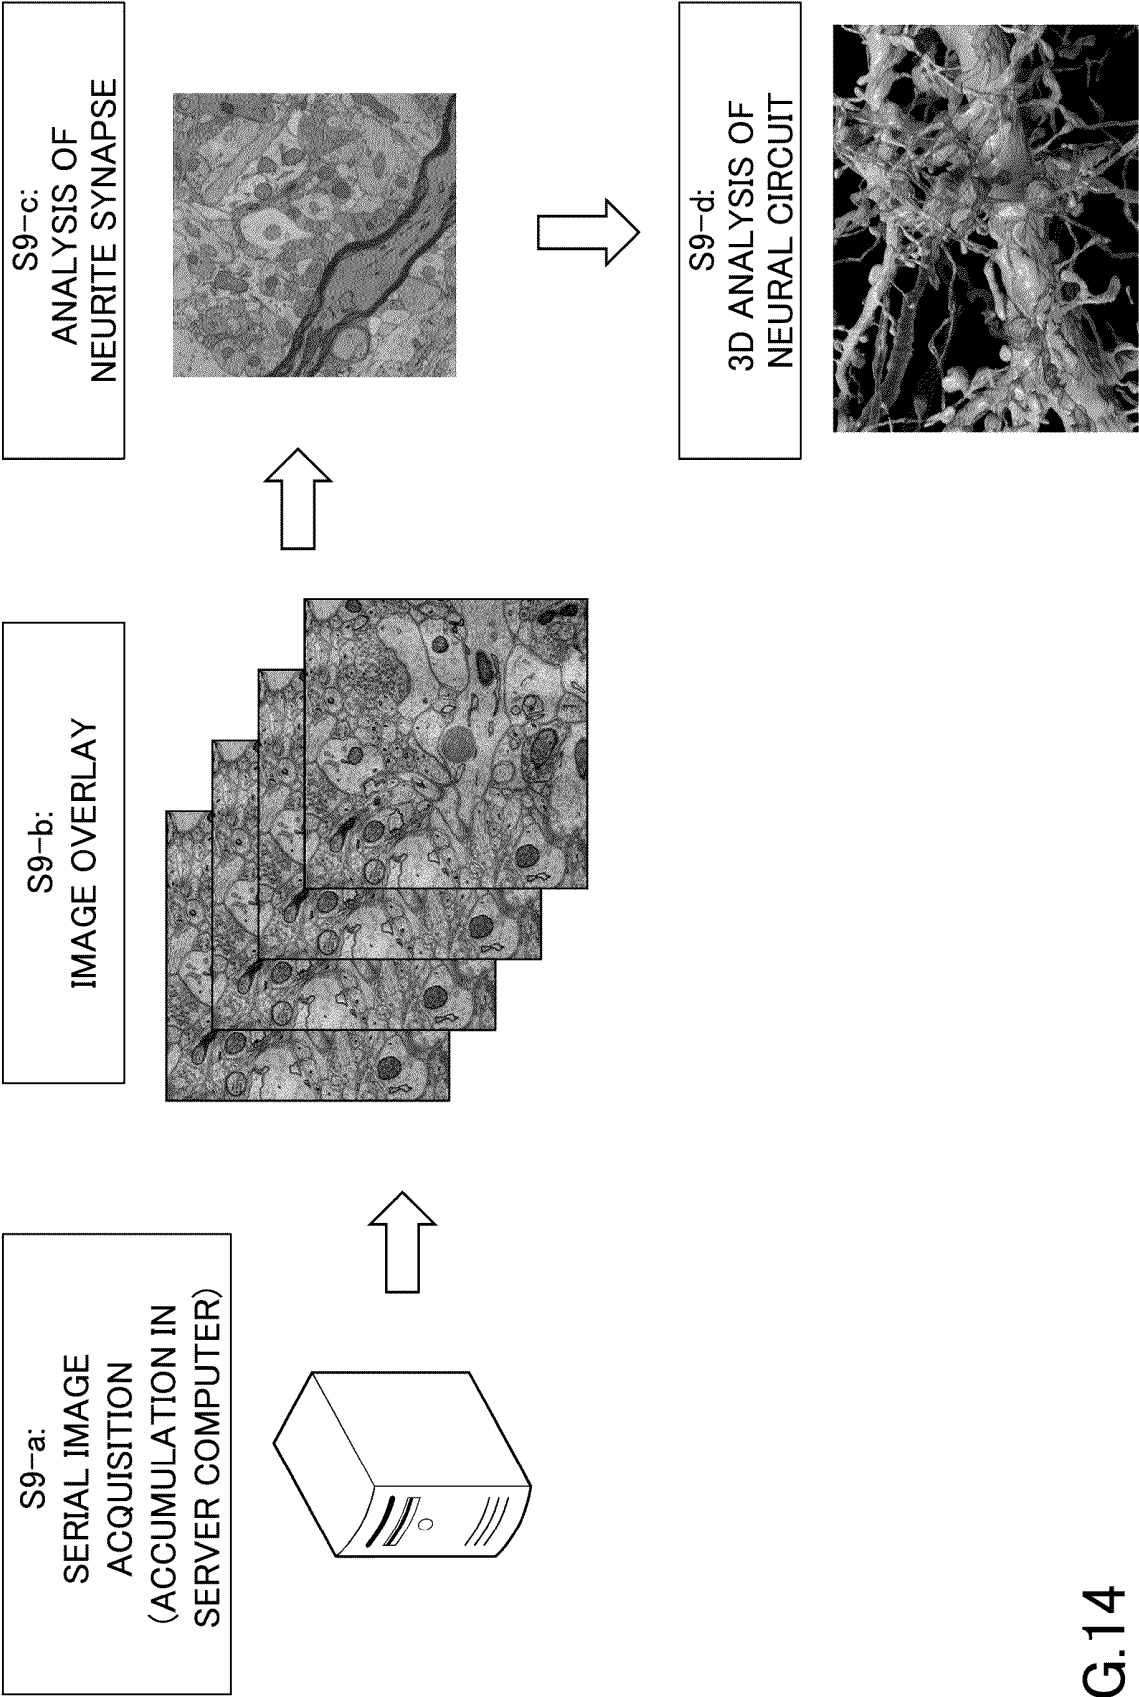 S9-a:
SERIAL IMAGE
ACQUISITION
(ACCUMULATION IN
SERVER COMPUTER)
S9-b:
IMAGE OVERLAY
S9-c:
ANALYSIS OF
NEURITE SYNAPSE
S9-d:
3D ANALYSIS OF
NEURAL CIRCUIT
G.14